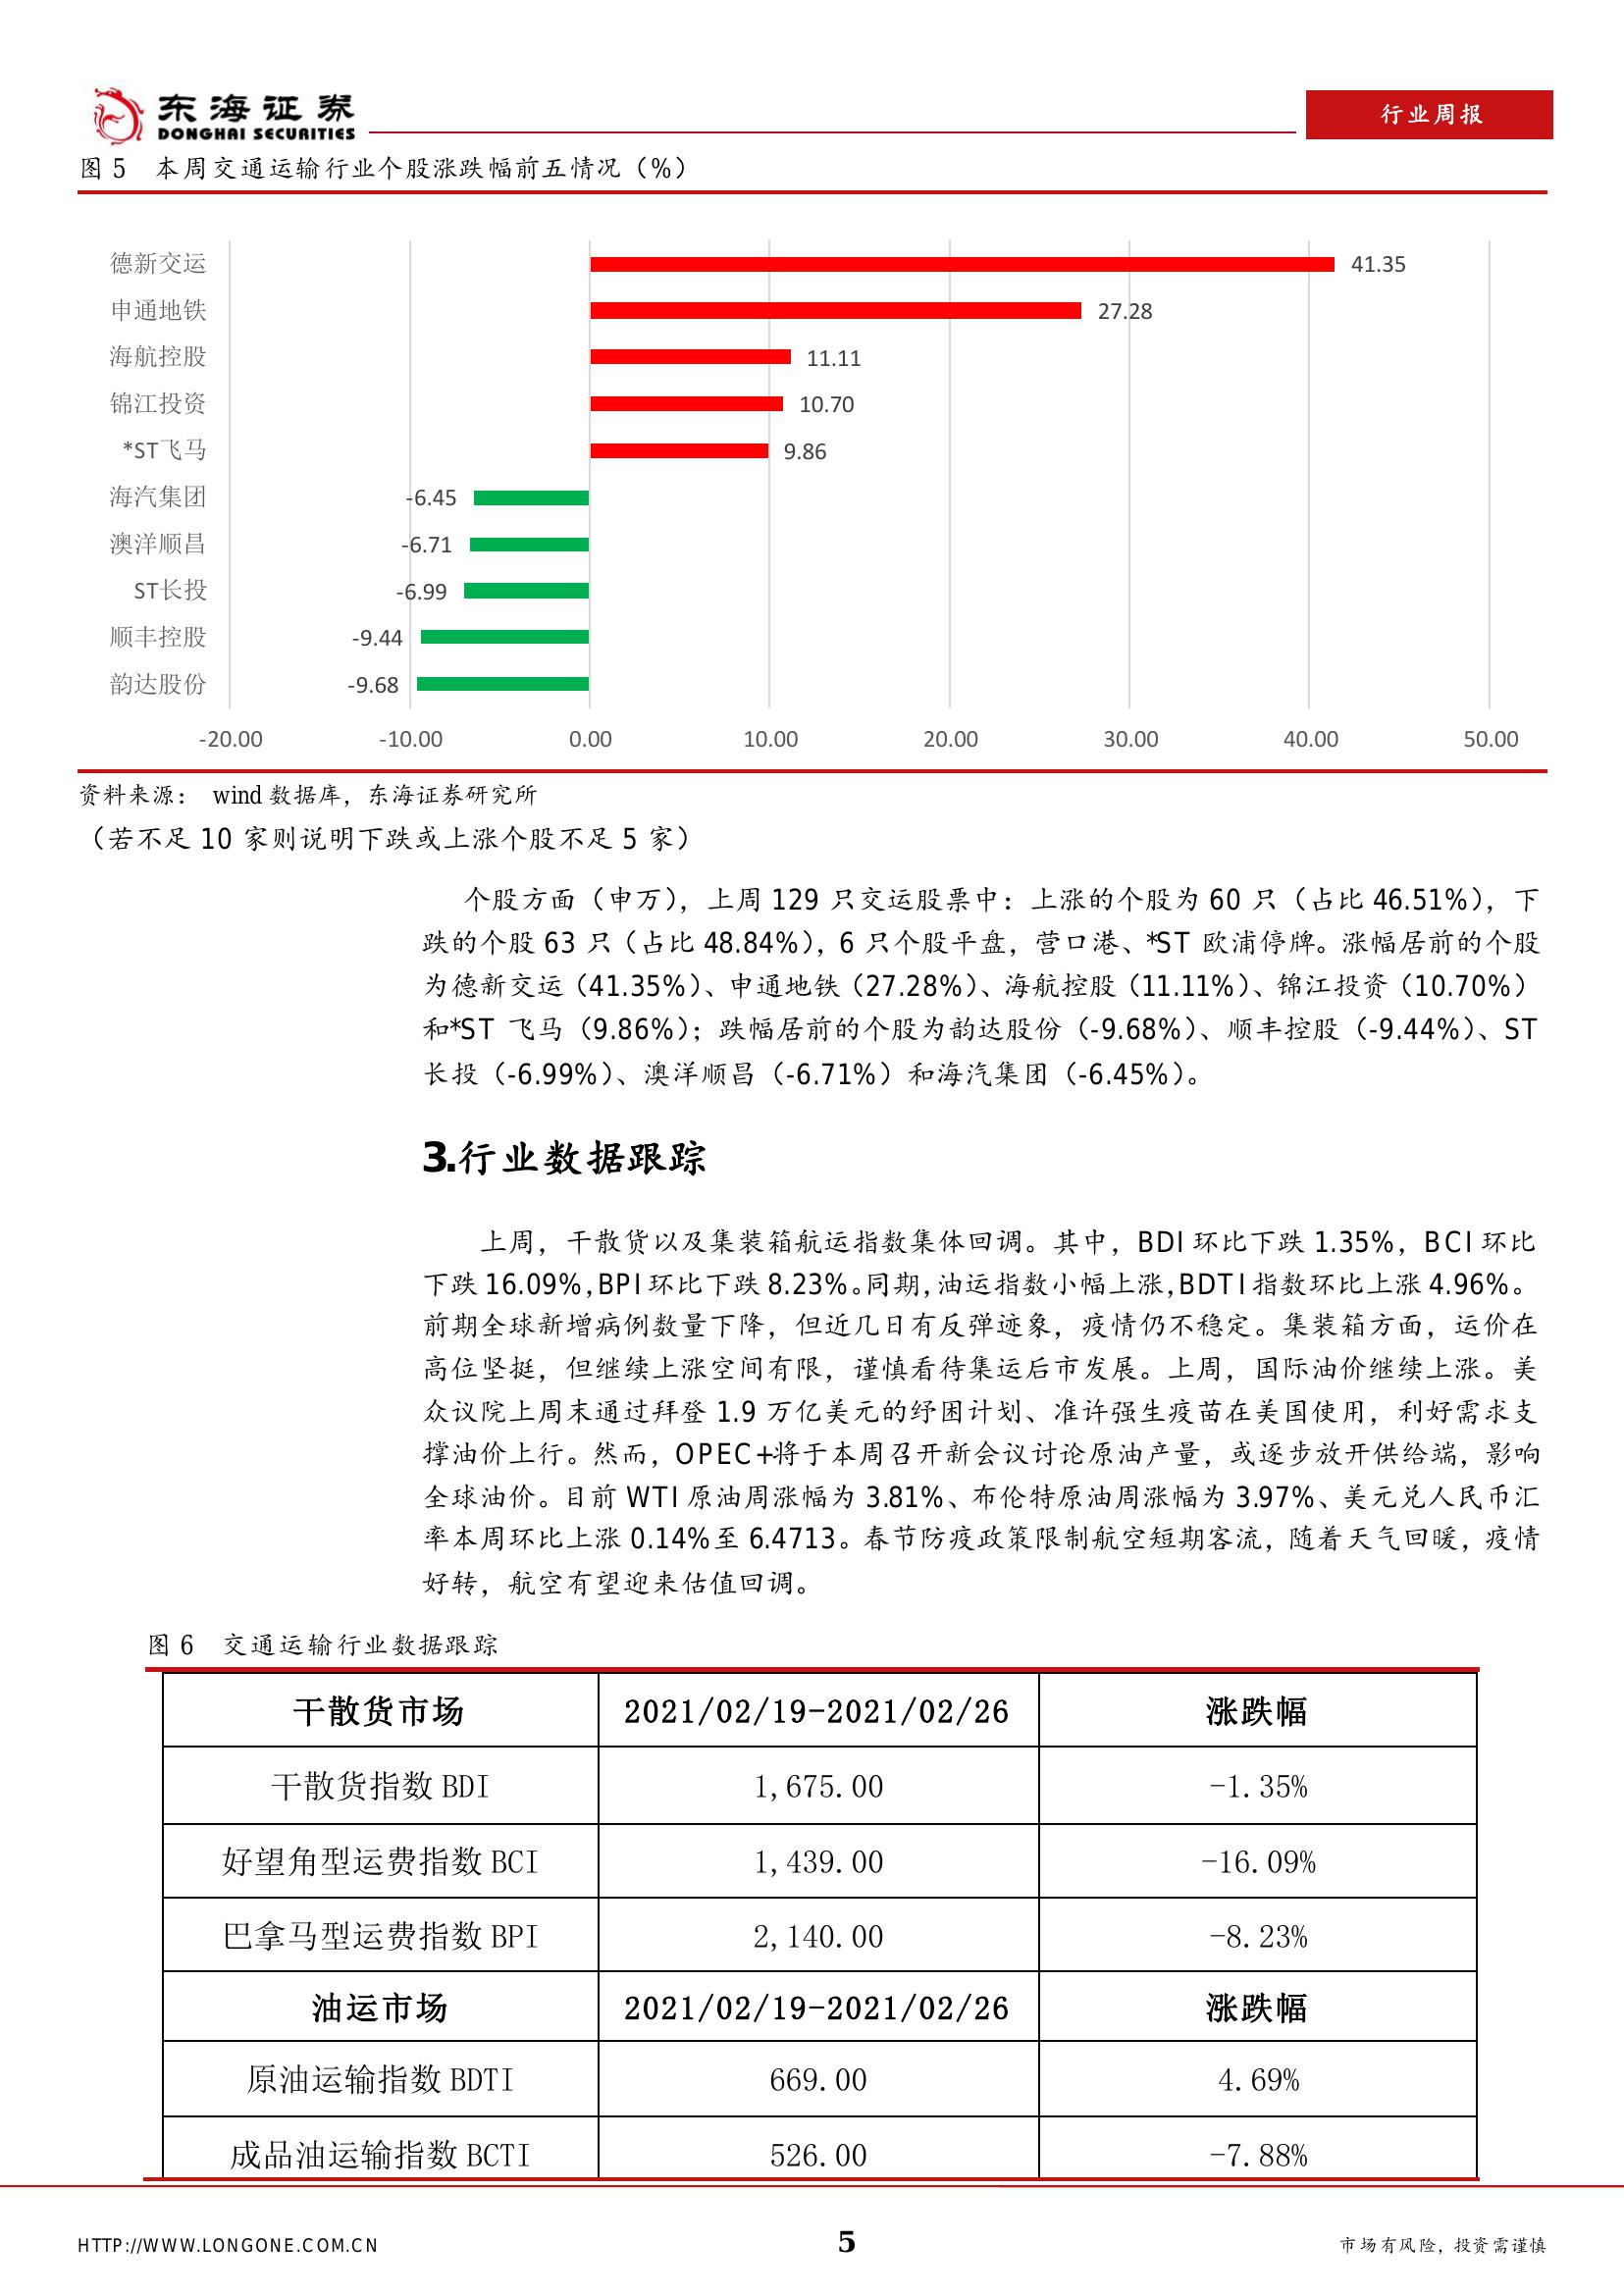 东海证券
DONGHAI SECURITIES
行业周报
图 5 本周交通运输行业个股涨跌幅前五情况（%）
德新交运 41.35
申通地铁 27.28
海航控股 11.11
锦江投资 10.70
*ST飞马 9.86
海汽集团 -6.45
澳洋顺昌 -6.71
ST长投 -6.99
顺丰控股 -9.44
韵达股份 -9.68
-20.00 -10.00 0.00 10.00 20.00 30.00 40.00 50.00
资料来源： wind 数据库，东海证券研究所
（若不足 10 家则说明下跌或上涨个股不足 5 家）
个股方面（申万），上周 129 只交运股票中：上涨的个股为 60 只（占比 46.51%），下
跌的个股 63 只（占比 48.84%），6 只个股平盘，营口港、*ST 欧浦停牌。涨幅居前的个股
为德新交运（41.35%）、申通地铁（27.28%）、海航控股（11.11%）、锦江投资（10.70%）
和*ST 飞马（9.86%）；跌幅居前的个股为韵达股份（-9.68%）、顺丰控股（-9.44%）、ST
长投（-6.99%）、澳洋顺昌（-6.71%）和海汽集团（-6.45%）。
3.行业数据跟踪
上周，干散货以及集装箱航运指数集体回调。其中，BDI 环比下跌 1.35%，BCI 环比
下跌 16.09%，BPI 环比下跌 8.23%。同期，油运指数小幅上涨，BDTI 指数环比上涨 4.96%。
前期全球新增病例数量下降，但近几日有反弹迹象，疫情仍不稳定。集装箱方面，运价在
高位坚挺，但继续上涨空间有限，谨慎看待集运后市发展。上周，国际油价继续上涨。美
众议院上周末通过拜登 1.9 万亿美元的纾困计划、准许强生疫苗在美国使用，利好需求支
撑油价上行。然而，OPEC+将于本周召开新会议讨论原油产量，或逐步放开供给端，影响
全球油价。目前 WTI 原油周涨幅为 3.81%、布伦特原油周涨幅为 3.97%、美元兑人民币汇
率本周环比上涨 0.14%至 6.4713。春节防疫政策限制航空短期客流，随着天气回暖，疫情
好转，航空有望迎来估值回调。
图 6 交通运输行业数据跟踪
干散货市场 2021/02/19-2021/02/26 涨跌幅
干散货指数 BDI 1,675.00 -1.35%
好望角型运费指数 BCI 1,439.00 -16.09%
巴拿马型运费指数 BPI 2,140.00 -8.23%
油运市场 2021/02/19-2021/02/26 涨跌幅
原油运输指数 BDTI 669.00 4.69%
成品油运输指数 BCTI 526.00 -7.88%
HTTP://WWW.LONGONE.COM.CN 5 市场有风险，投资需谨慎